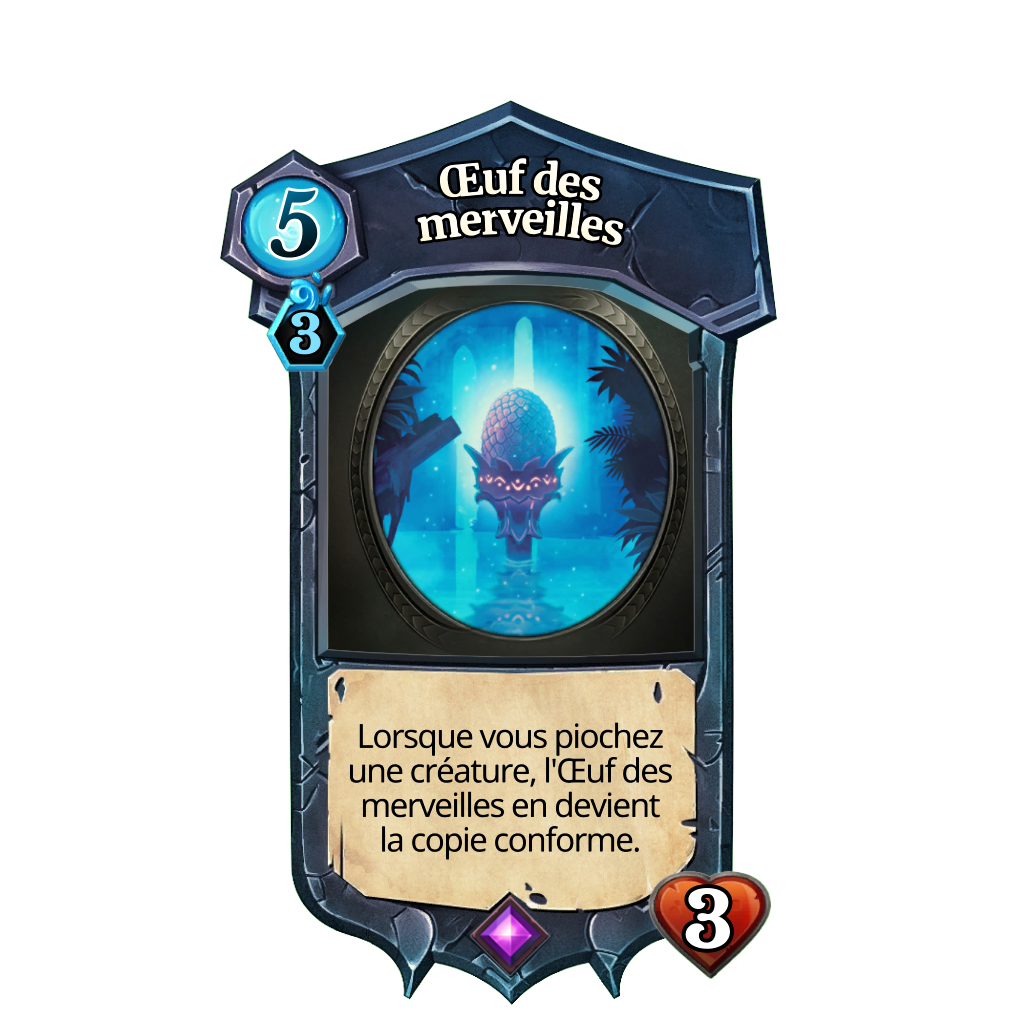 Œuf des
merveilles
5
3
Lorsque vous piochez
une créature, l'Œuf des
merveilles en devient
la copie conforme.
3